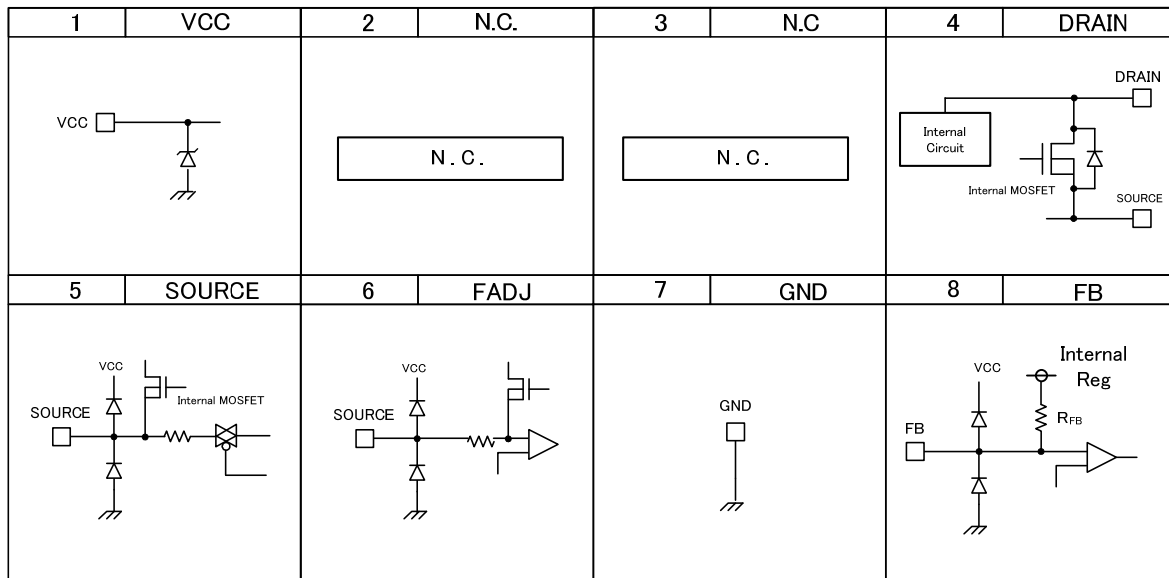 1 VCC 2 N.C. 3 N.C 4 DRAIN
VCC
N.C.
N.C.
DRAIN
Internal
Circuit
Internal MOSFET
SOURCE
5 SOURCE 6 FADJ 7 GND 8 FB
VCC
SOURCE
Internal MOSFET
VCC
SOURCE
GND
VCC
Internal
Reg
RFB
FB